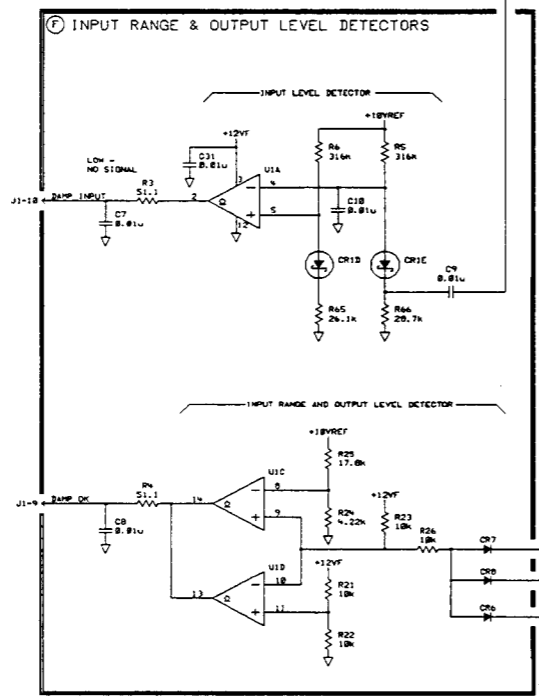 F INPUT RANGE & OUTPUT LEVEL DETECTORS
INPUT LEVEL DETECTOR
+10VREF
+12VF
R6
316k
R5
316k
C31
0.01u
U1A
LOW -
NO SIGNAL
R3
51.1
3
4
J1-10
DAMP INPUT
2
Ω
C10
0.01u
5
C7
0.01u
12
CR1D
CR1E
C9
0.01u
R65
26.1k
R66
28.7k
INPUT RANGE AND OUTPUT LEVEL DETECTOR
+10VREF
R25
17.8k
U1C
8
+12VF
R4
51.1
R24
4.22k
R23
10k
J1-9
DAMP OK
14
Ω
9
R26
10k
C8
0.01u
CR7
U1D
+12VF
10
R21
10k
CR8
13
Ω
11
CR6
R22
10k